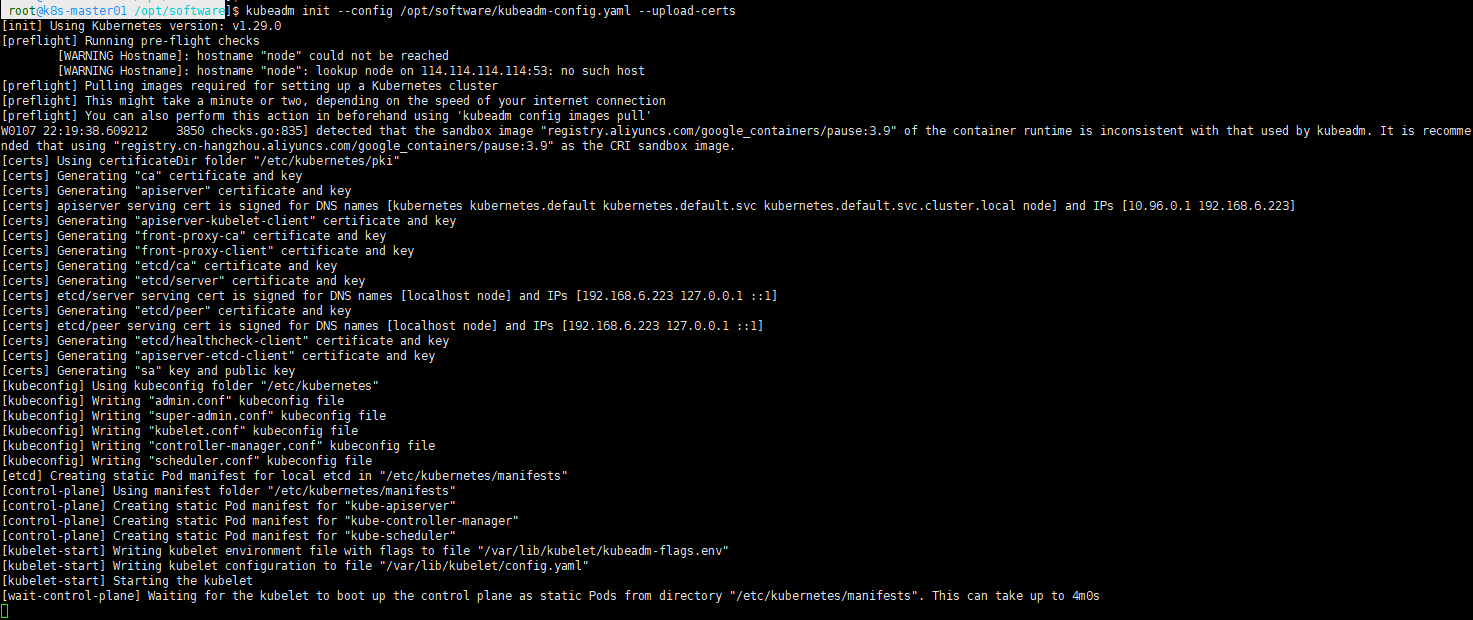 root@k8s-master01 /opt/software]$ kubeadm init --config /opt/software/kubeadm-config.yaml --upload-certs
[init] Using Kubernetes version: v1.29.0
[preflight] Running pre-flight checks
        [WARNING Hostname]: hostname "node" could not be reached
        [WARNING Hostname]: hostname "node": lookup node on 114.114.114.114:53: no such host
[preflight] Pulling images required for setting up a Kubernetes cluster
[preflight] This might take a minute or two, depending on the speed of your internet connection
[preflight] You can also perform this action in beforehand using 'kubeadm config images pull'
W0107 22:19:38.609212    3850 checks.go:835] detected that the sandbox image "registry.aliyuncs.com/google_containers/pause:3.9" of the container runtime is inconsistent with that used by kubeadm. It is recomme
nded that using "registry.cn-hangzhou.aliyuncs.com/google_containers/pause:3.9" as the CRI sandbox image.
[certs] Using certificateDir folder "/etc/kubernetes/pki"
[certs] Generating "ca" certificate and key
[certs] Generating "apiserver" certificate and key
[certs] apiserver serving cert is signed for DNS names [kubernetes kubernetes.default kubernetes.default.svc kubernetes.default.svc.cluster.local node] and IPs [10.96.0.1 192.168.6.223]
[certs] Generating "apiserver-kubelet-client" certificate and key
[certs] Generating "front-proxy-ca" certificate and key
[certs] Generating "front-proxy-client" certificate and key
[certs] Generating "etcd/ca" certificate and key
[certs] Generating "etcd/server" certificate and key
[certs] etcd/server serving cert is signed for DNS names [localhost node] and IPs [192.168.6.223 127.0.0.1 ::1]
[certs] Generating "etcd/peer" certificate and key
[certs] etcd/peer serving cert is signed for DNS names [localhost node] and IPs [192.168.6.223 127.0.0.1 ::1]
[certs] Generating "etcd/healthcheck-client" certificate and key
[certs] Generating "apiserver-etcd-client" certificate and key
[certs] Generating "sa" key and public key
[kubeconfig] Using kubeconfig folder "/etc/kubernetes"
[kubeconfig] Writing "admin.conf" kubeconfig file
[kubeconfig] Writing "super-admin.conf" kubeconfig file
[kubeconfig] Writing "kubelet.conf" kubeconfig file
[kubeconfig] Writing "controller-manager.conf" kubeconfig file
[kubeconfig] Writing "scheduler.conf" kubeconfig file
[etcd] Creating static Pod manifest for local etcd in "/etc/kubernetes/manifests"
[control-plane] Using manifest folder "/etc/kubernetes/manifests"
[control-plane] Creating static Pod manifest for "kube-apiserver"
[control-plane] Creating static Pod manifest for "kube-controller-manager"
[control-plane] Creating static Pod manifest for "kube-scheduler"
[kubelet-start] Writing kubelet environment file with flags to file "/var/lib/kubelet/kubeadm-flags.env"
[kubelet-start] Writing kubelet configuration to file "/var/lib/kubelet/config.yaml"
[kubelet-start] Starting the kubelet
[wait-control-plane] Waiting for the kubelet to boot up the control plane as static Pods from directory "/etc/kubernetes/manifests". This can take up to 4m0s